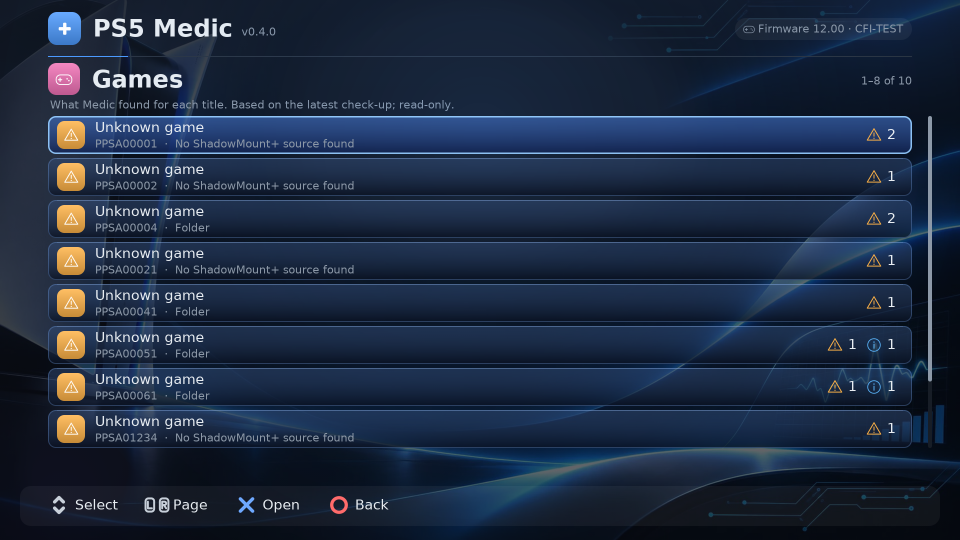 PS5 Medic v0.4.0
Firmware 12.00 · CFI-TEST
Games
1–8 of 10
What Medic found for each title. Based on the latest check-up; read-only.
Unknown game
PPSA00001 · No ShadowMount+ source found
2
Unknown game
PPSA00002 · No ShadowMount+ source found
1
Unknown game
PPSA00004 · Folder
2
Unknown game
PPSA00021 · No ShadowMount+ source found
1
Unknown game
PPSA00041 · Folder
1
Unknown game
PPSA00051 · Folder
1 1
Unknown game
PPSA00061 · Folder
1 1
Unknown game
PPSA01234 · No ShadowMount+ source found
1
Select L R Page Open Back